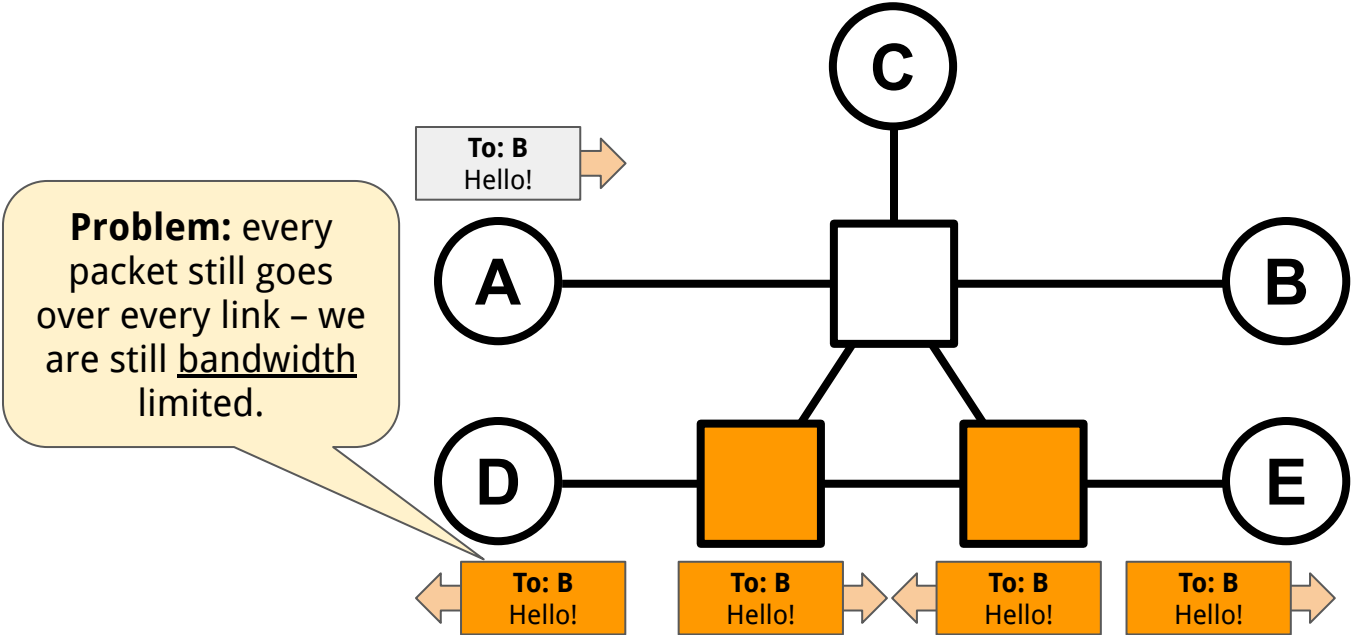 C
To: B
Hello!
Problem: every
packet still goes
over every link – we
are still bandwidth
limited.
A
B
D
E
To: B
Hello!
To: B
Hello!
To: B
Hello!
To: B
Hello!